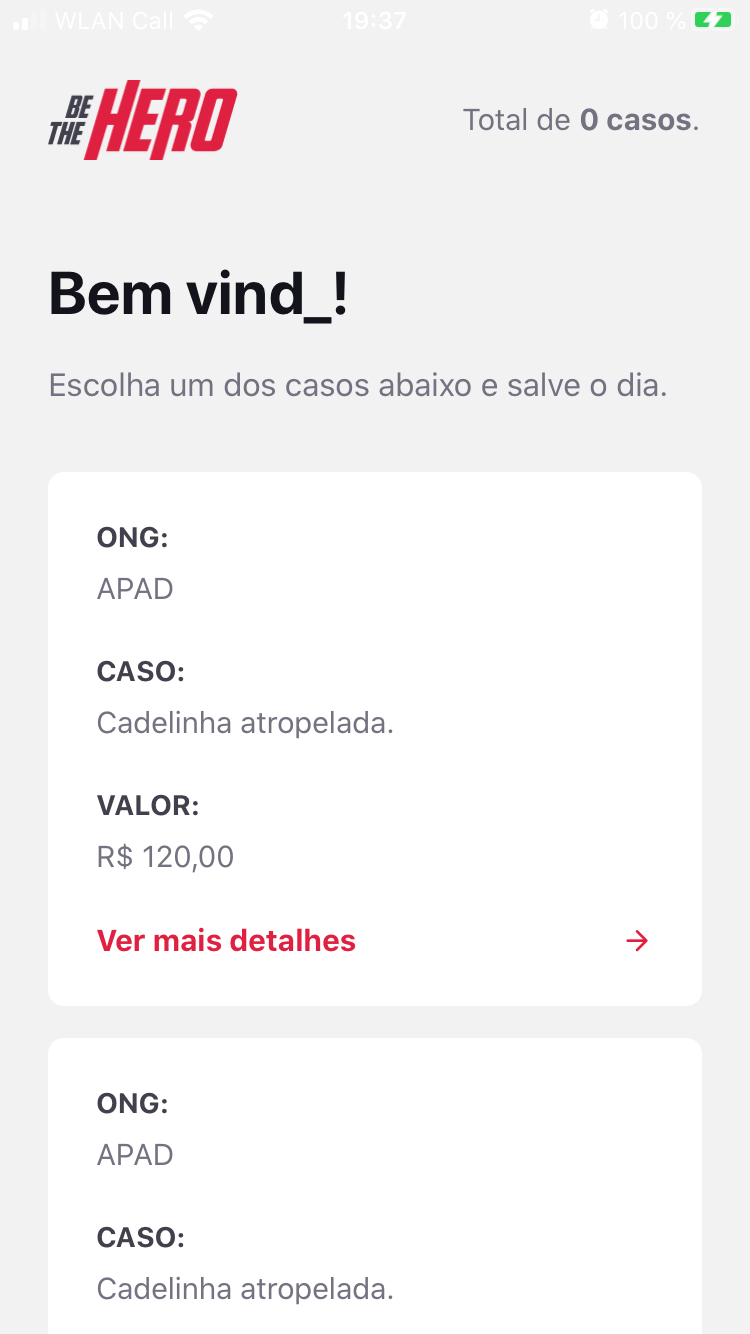 WLAN Call 19:37 100 %
BE THE HERO
Total de 0 casos.
Bem vind_!
Escolha um dos casos abaixo e salve o dia.
ONG:
APAD
CASO:
Cadelinha atropelada.
VALOR:
R$ 120,00
Ver mais detalhes →
ONG:
APAD
CASO:
Cadelinha atropelada.